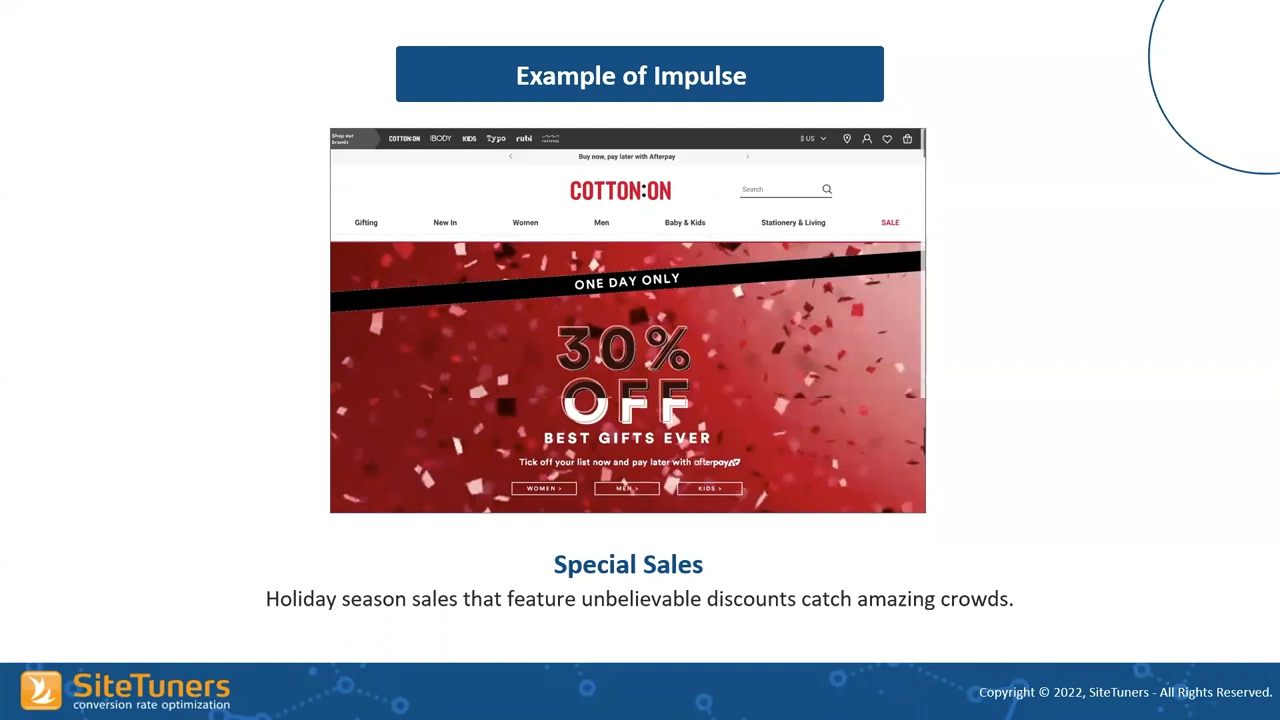 Example of Impulse
Shop our
brands
COTTON:ON
BODY
KIDS
Typo
rubi
$ US
Buy now, pay later with Afterpay
COTTON:ON
Search
Gifting
New In
Women
Men
Baby & Kids
Stationery & Living
SALE
ONE DAY ONLY
30%
OFF
BEST GIFTS EVER
Tick off your list now and pay later with afterpay
WOMEN >
MEN >
KIDS >
Special Sales
Holiday season sales that feature unbelievable discounts catch amazing crowds.
SiteTuners
conversion rate optimization
Copyright © 2022, SiteTuners - All Rights Reserved.